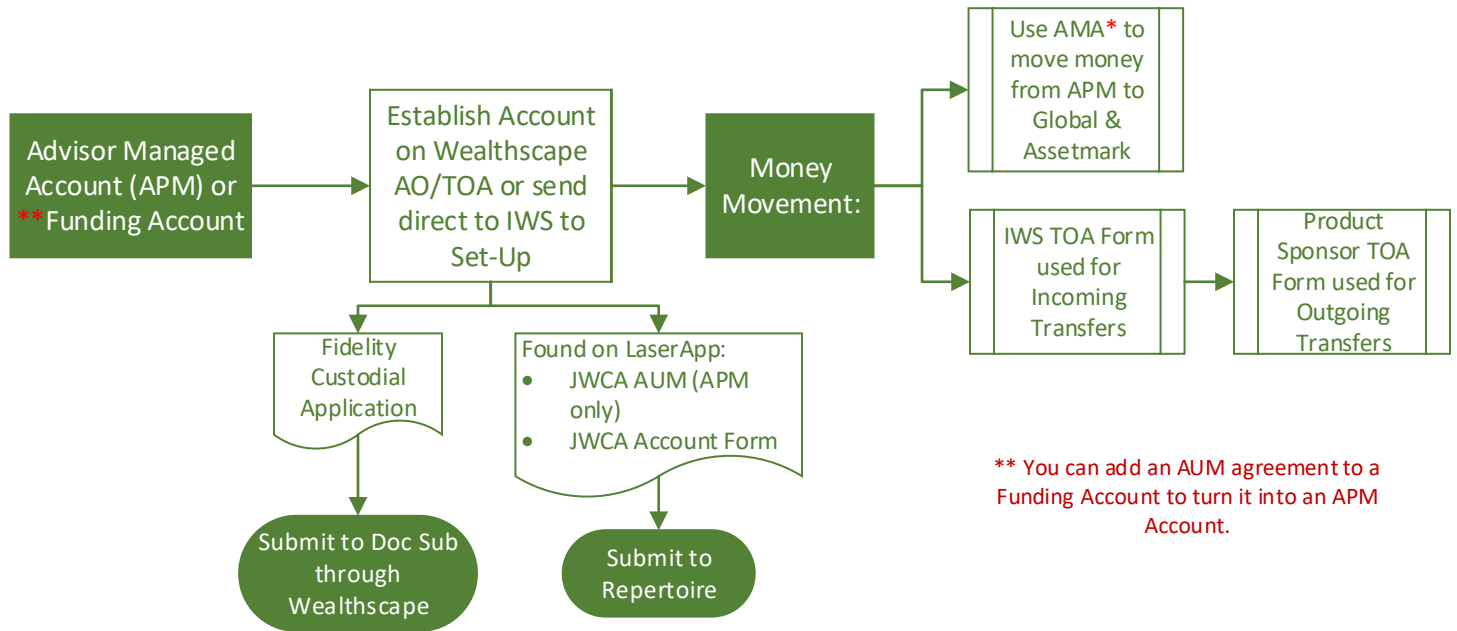 Advisor Managed
Account (APM) or
**Funding Account
Establish Account
on Wealthscape
AO/TOA or send
direct to IWS to
Set-Up
Money
Movement:
Use AMA* to
move money
from APM to
Global &
Assetmark
IWS TOA Form
used for
Incoming
Transfers
Product
Sponsor TOA
Form used for
Outgoing
Transfers
Fidelity
Custodial
Application
Found on LaserApp:
• JWCA AUM (APM
only)
• JWCA Account Form
Submit to Doc Sub
through
Wealthscape
Submit to
Repertoire
** You can add an AUM agreement to a
Funding Account to turn it into an APM
Account.